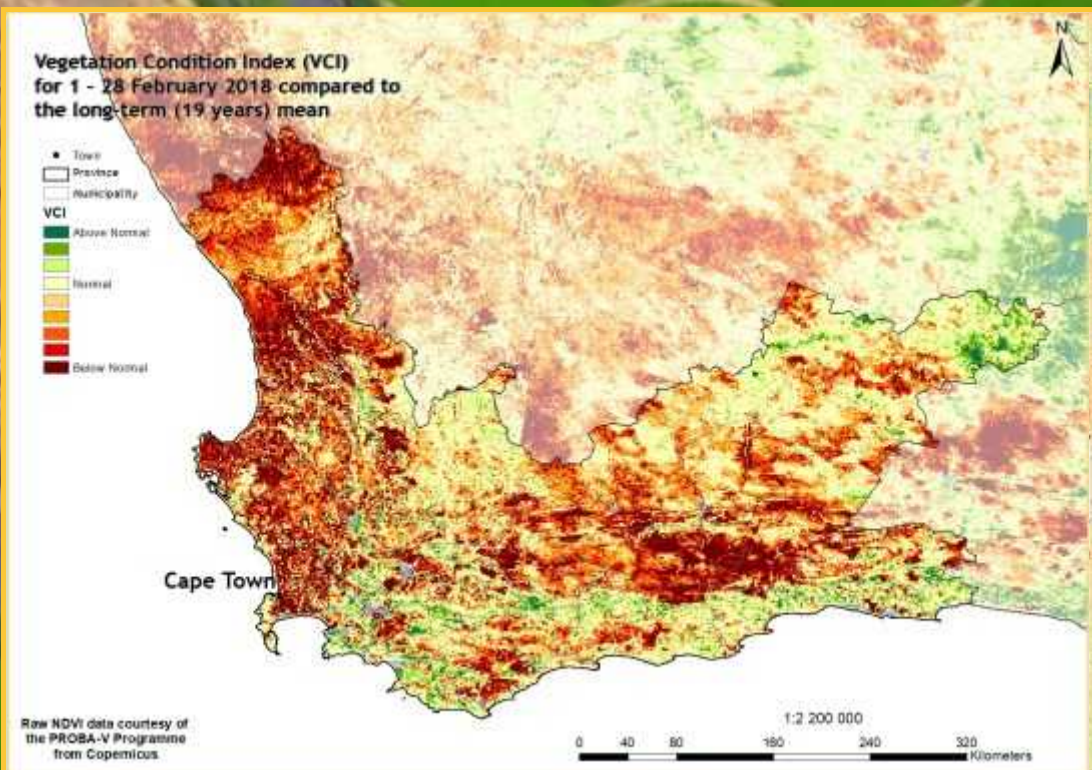 Vegetation Condition Index (VCI)
for 1 - 28 February 2018 compared to
the long-term (19 years) mean
N
Town
Province
Municipality
VCI
Above Normal
Normal
Below Normal
Cape Town
Raw NDVI data courtesy of
the PROBA-V Programme
from Copernicus
1:2 200 000
0 40 80 160 240 320
Kilometers